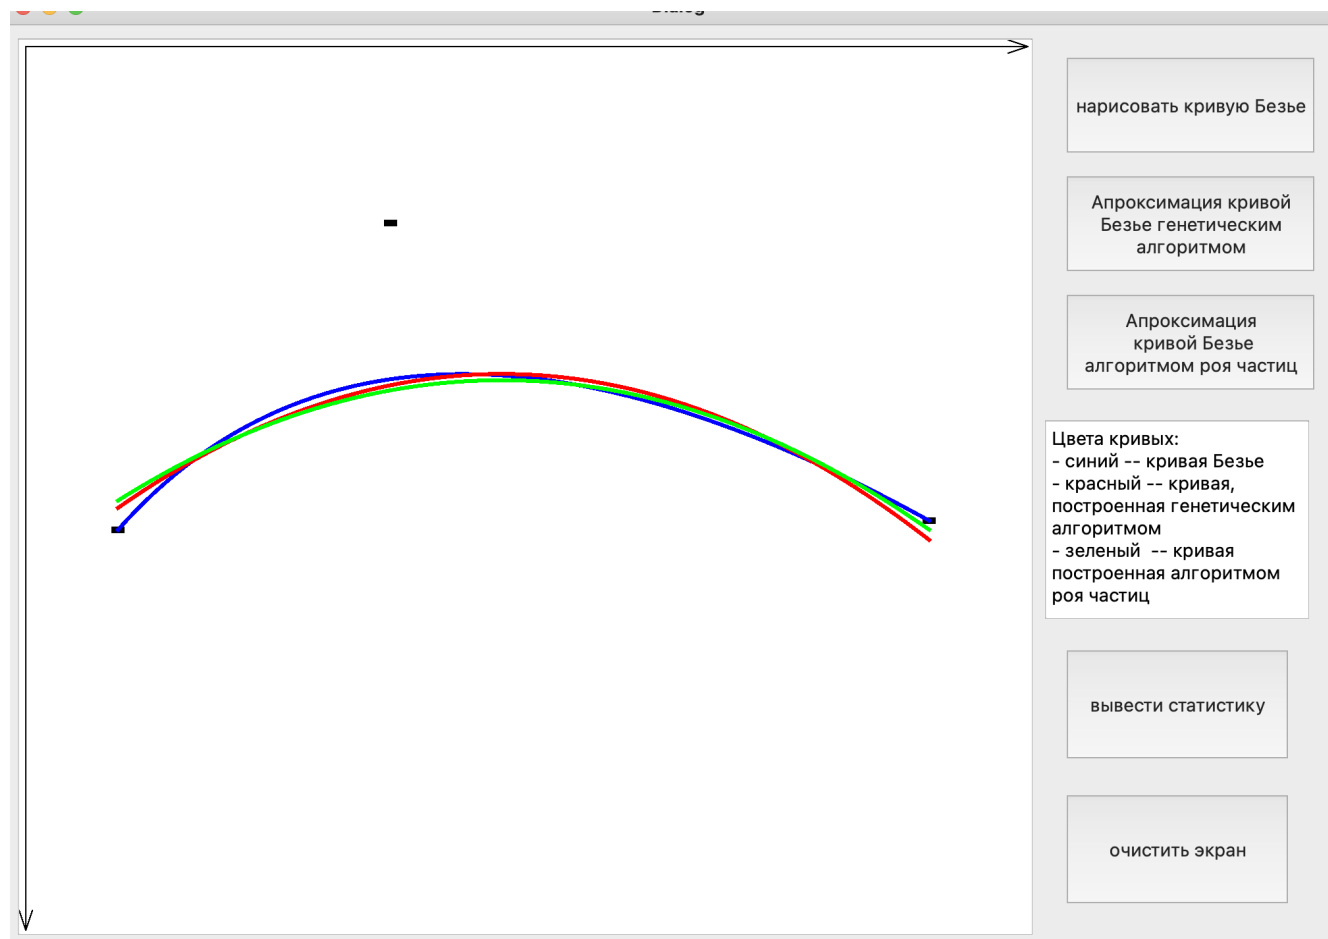 Dialog
нарисовать кривую Безье
Апроксимация кривой
Безье генетическим
алгоритмом
Апроксимация
кривой Безье
алгоритмом роя частиц
Цвета кривых:
- синий -- кривая Безье
- красный -- кривая,
построенная генетическим
алгоритмом
- зеленый  -- кривая
построенная алгоритмом
роя частиц
вывести статистику
очистить экран